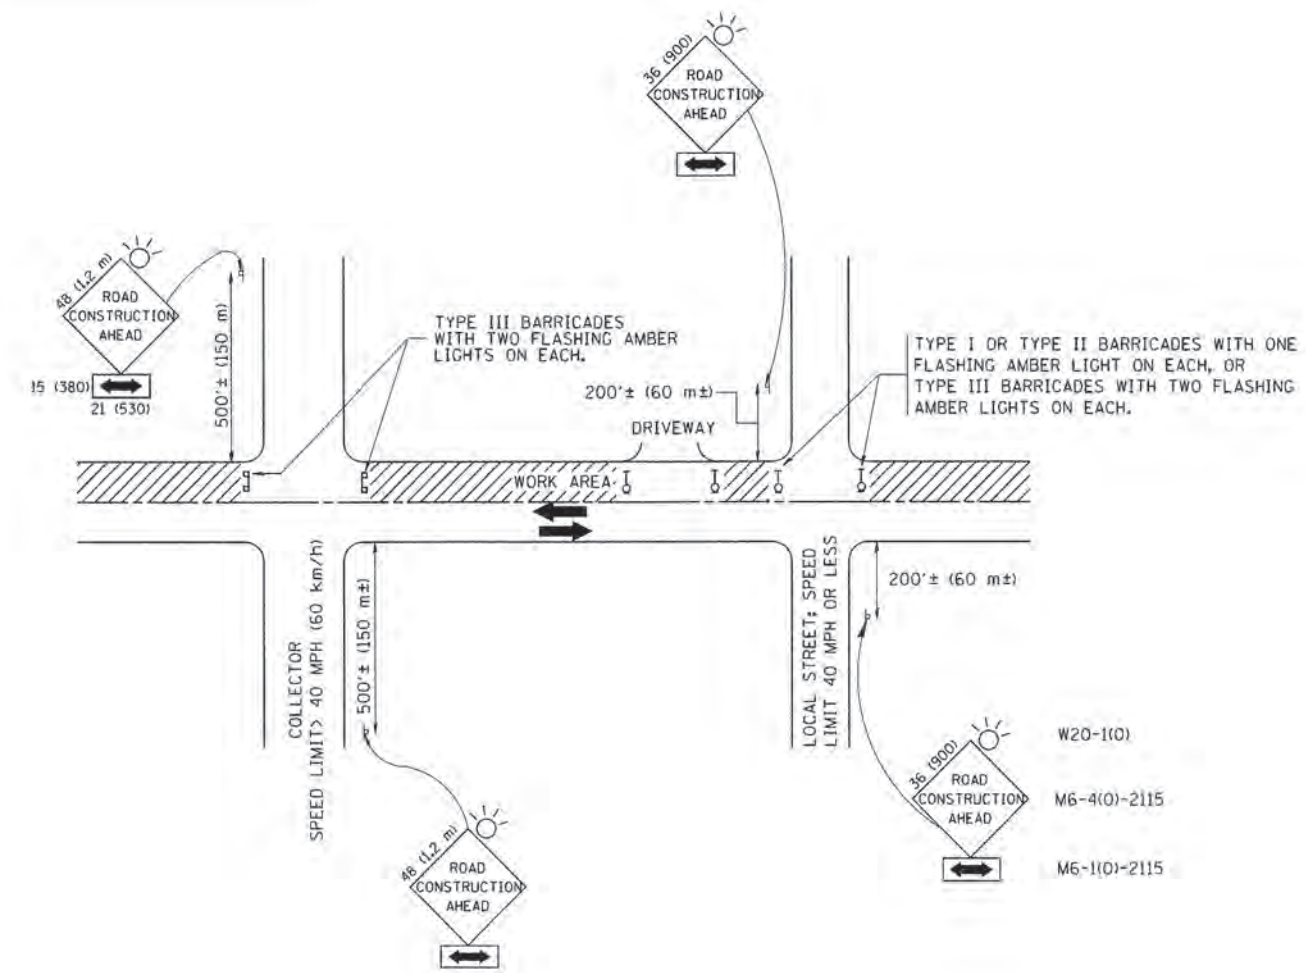 36 (900)
ROAD
CONSTRUCTION
AHEAD
48 (1.2 m)
ROAD
CONSTRUCTION
AHEAD
15 (380)
21 (530)
500'± (150 m)
TYPE III BARRICADES
WITH TWO FLASHING AMBER
LIGHTS ON EACH.
200'± (60 m±)
DRIVEWAY
TYPE I OR TYPE II BARRICADES WITH ONE
FLASHING AMBER LIGHT ON EACH, OR
TYPE III BARRICADES WITH TWO FLASHING
AMBER LIGHTS ON EACH.
WORK AREA
COLLECTOR
SPEED LIMIT> 40 MPH (60 km/h)
500'± (150 m±)
LOCAL STREET; SPEED
LIMIT 40 MPH OR LESS
200'± (60 m±)
36 (900)
ROAD
CONSTRUCTION
AHEAD
W20-1(O)
M6-4(O)-2115
M6-1(O)-2115
48 (1.2 m)
ROAD
CONSTRUCTION
AHEAD